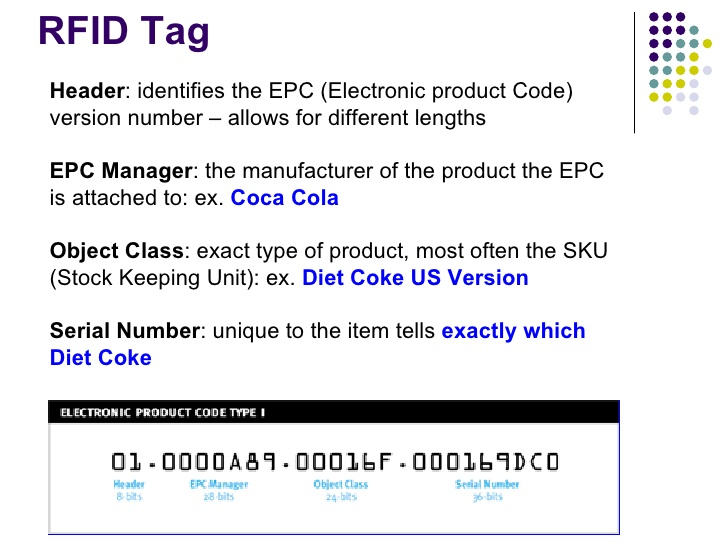 RFID Tag
Header: identifies the EPC (Electronic product Code)
version number – allows for different lengths
EPC Manager: the manufacturer of the product the EPC
is attached to: ex. Coca Cola
Object Class: exact type of product, most often the SKU
(Stock Keeping Unit): ex. Diet Coke US Version
Serial Number: unique to the item tells exactly which
Diet Coke
ELECTRONIC PRODUCT CODE TYPE I
01.0000A89.00016F.000169DC0
Header EPC Manager Object Class Serial Number
8-bits 28-bits 24-bits 36-bits